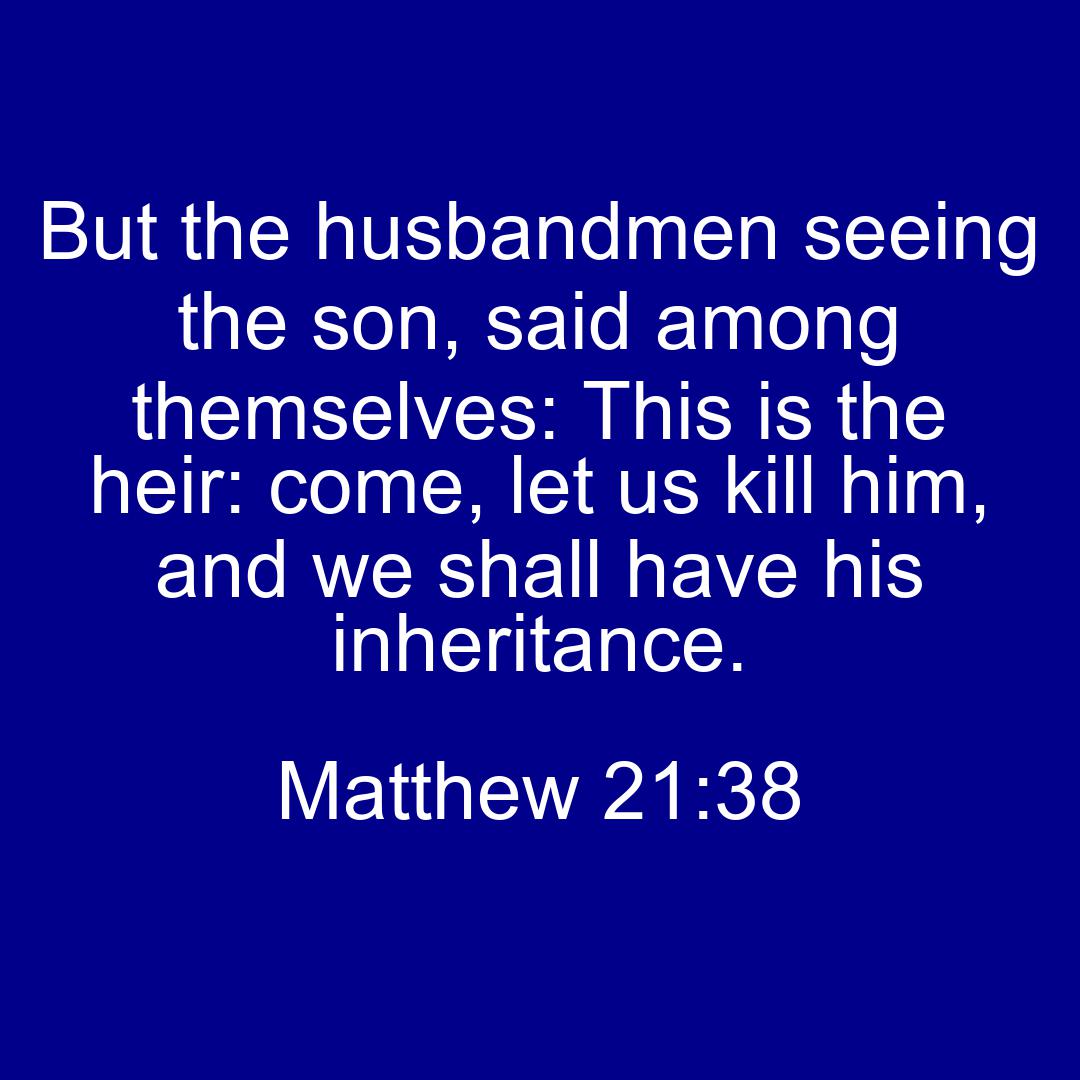 But the husbandmen seeing
the son, said among
themselves: This is the
heir: come, let us kill him,
and we shall have his
inheritance.
Matthew 21:38